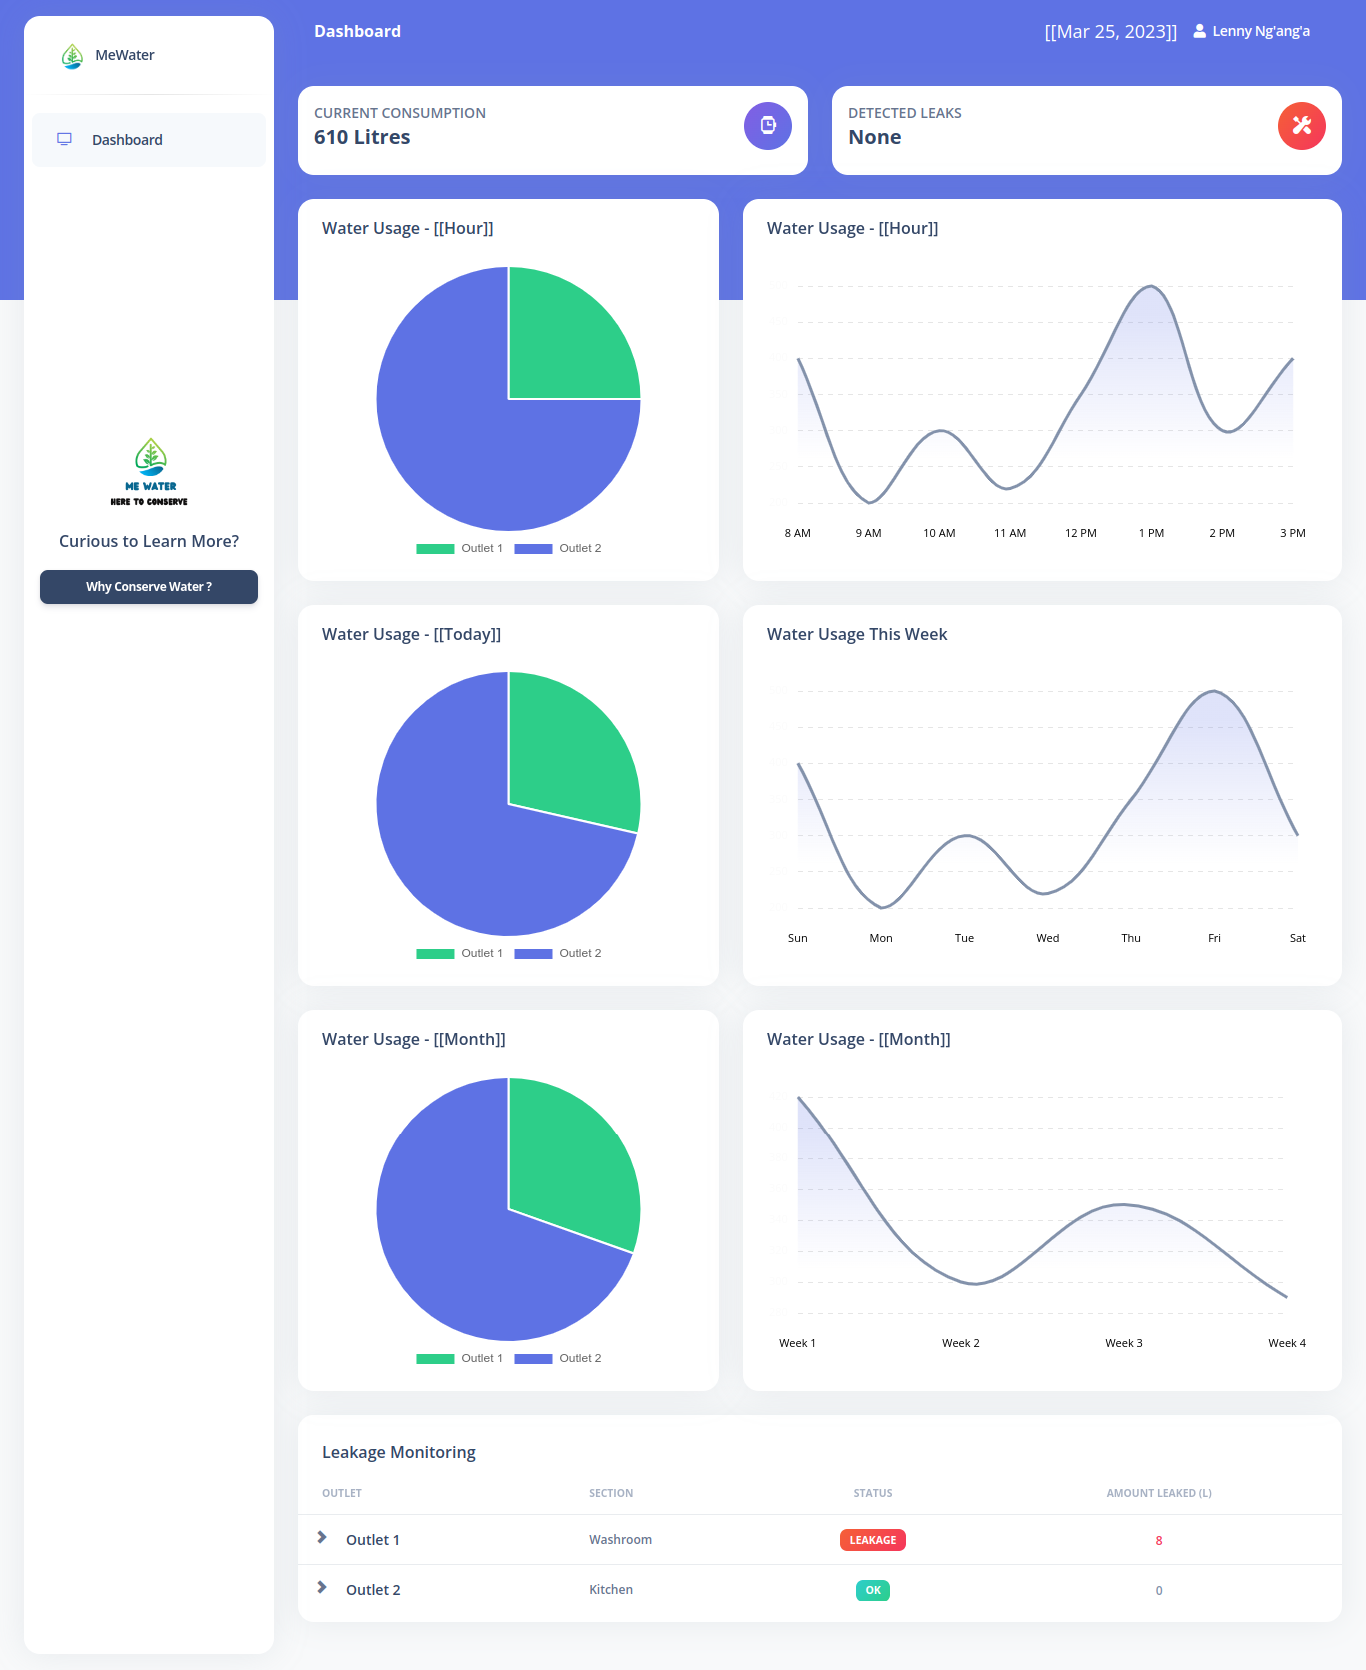 MeWater
Dashboard
ME WATER
HERE TO CONSERVE
Curious to Learn More?
Why Conserve Water ?
Dashboard
[[Mar 25, 2023]]
Lenny Ng'ang'a
CURRENT CONSUMPTION
610 Litres
DETECTED LEAKS
None
Water Usage - [[Hour]]
Outlet 1
Outlet 2
Water Usage - [[Hour]]
8 AM 9 AM 10 AM 11 AM 12 PM 1 PM 2 PM 3 PM
Water Usage - [[Today]]
Outlet 1
Outlet 2
Water Usage This Week
Sun Mon Tue Wed Thu Fri Sat
Water Usage - [[Month]]
Outlet 1
Outlet 2
Water Usage - [[Month]]
Week 1 Week 2 Week 3 Week 4
Leakage Monitoring
OUTLET SECTION STATUS AMOUNT LEAKED (L)
Outlet 1 Washroom LEAKAGE 8
Outlet 2 Kitchen OK 0